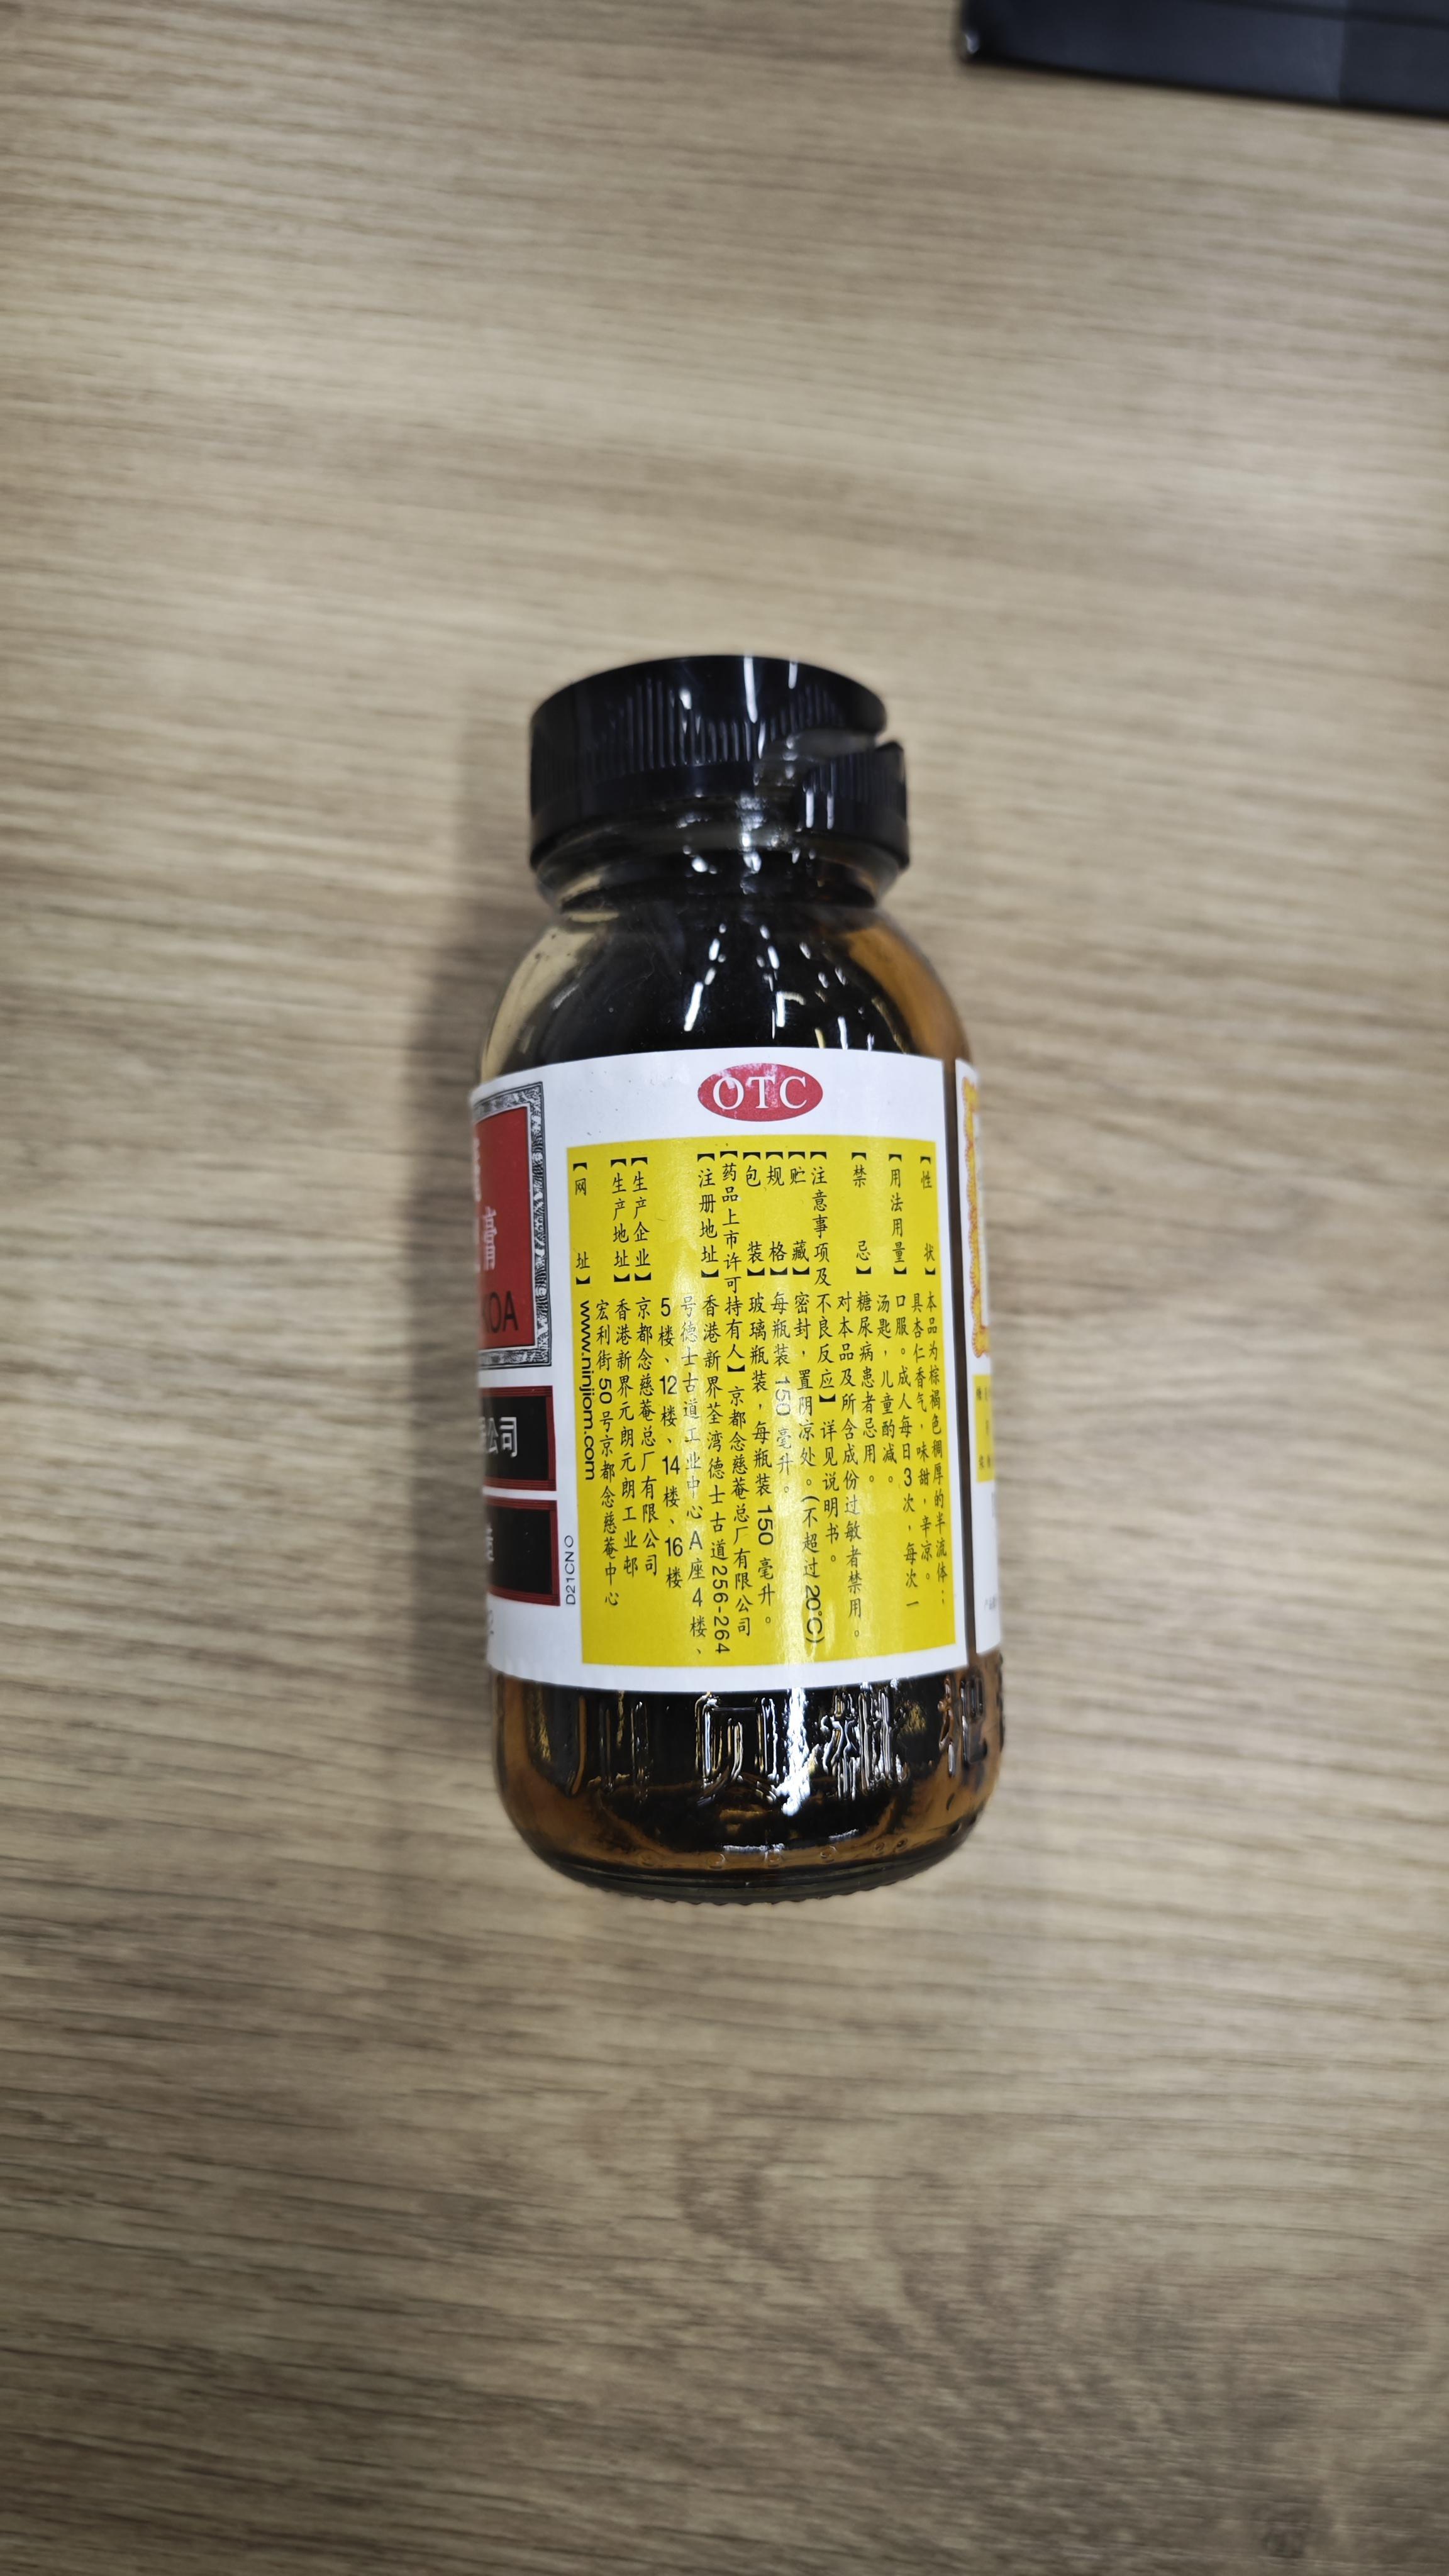 OTC
【性状】本品为棕褐色稠厚的半流体；
具杏仁香气，味甜，辛凉。
【用法用量】口服。成人每日3次，每次一
汤匙，儿童酌减。
【禁忌】糖尿病患者忌用。
对本品及所含成份过敏者禁用。
【注意事项及不良反应】详见说明书。
【贮藏】密封，置阴凉处。(不超过20°C)
【规格】每瓶装150毫升。
【包装】玻璃瓶装，每瓶装150毫升。
【药品上市许可持有人】京都念慈菴总厂有限公司
【注册地址】香港新界荃湾德士古道256-264
号德士古道工业中心A座4楼、
5楼、12楼、14楼、16楼
【生产企业】京都念慈菴总厂有限公司
【生产地址】香港新界元朗元朗工业邨
宏利街50号京都念慈菴中心
【网址】www.ninjiom.com
D21CN
膏
KOA
公司
川贝枇